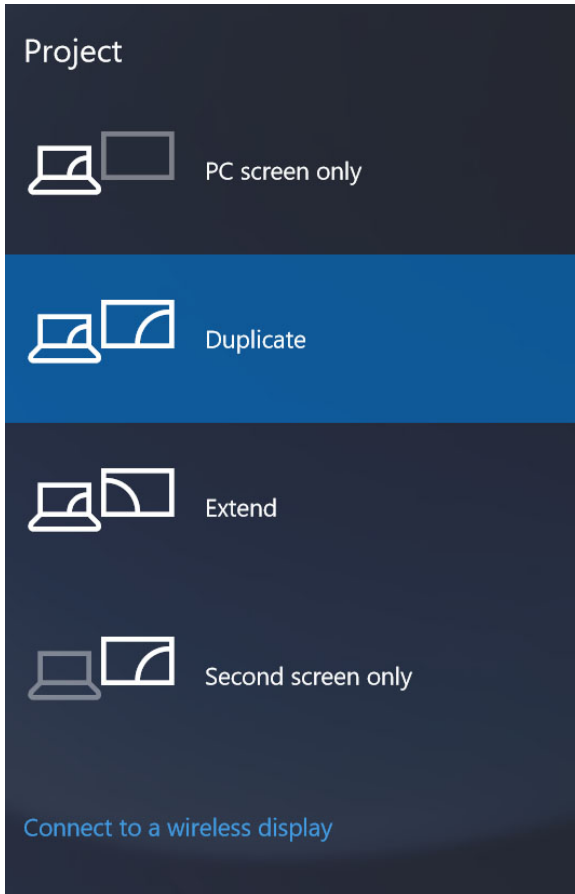 Project
PC screen only
Duplicate
Extend
Second screen only
Connect to a wireless display